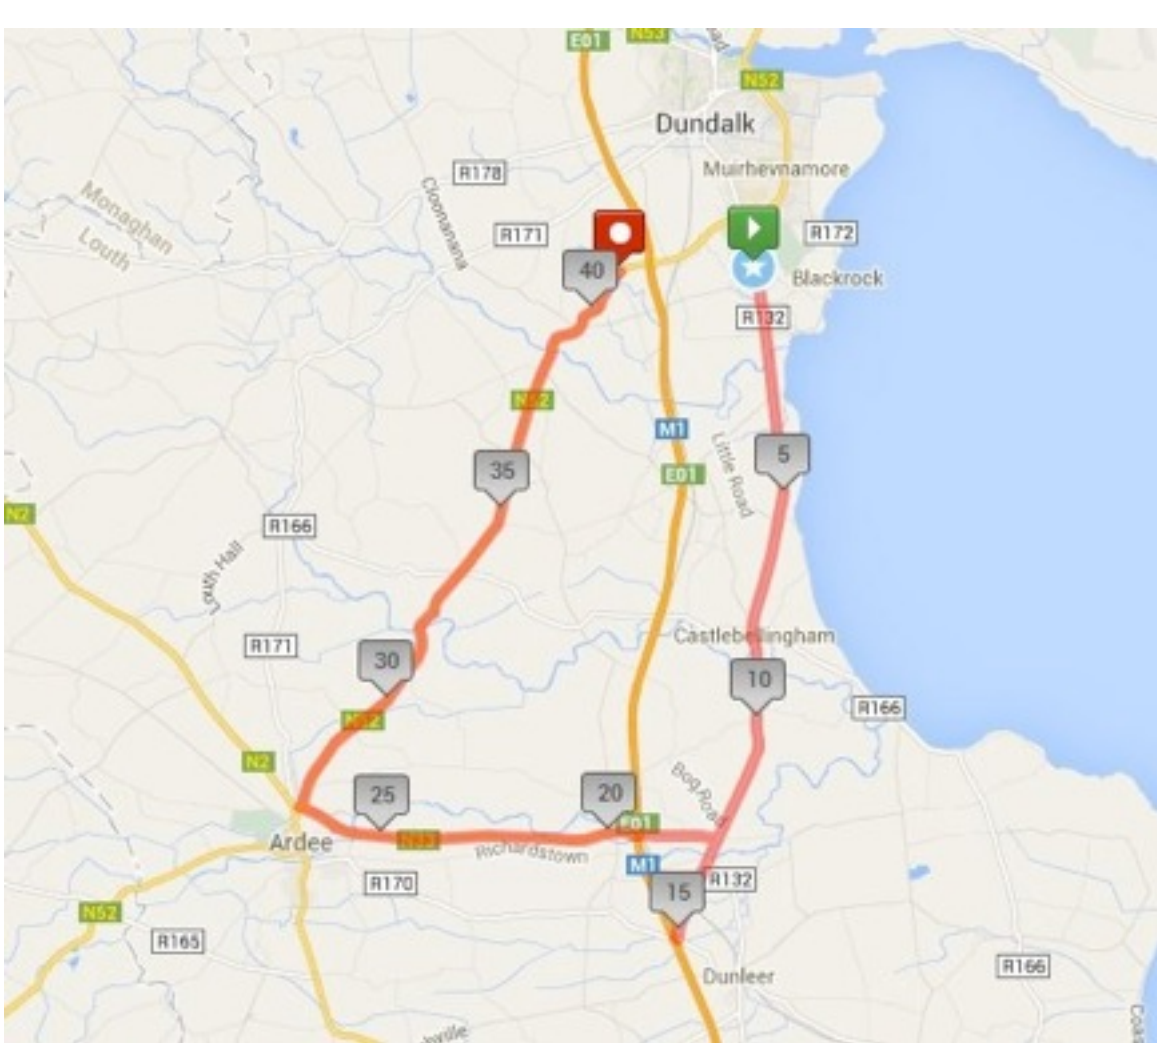 E01
N53
N52
Dundalk
Muirhevnamore
R178
Cloonanana
Monaghan
Louth
R171
R172
40
Blackrock
R132
N52
M1
Little Road
5
E01
35
N2
R166
Louth Hall
R171
Castlebellingham
30
10
R166
N52
N2
Bog Road
25
20
E01
Ardee
N33
Richardstown
M1
R170
15
R132
N52
R165
R166
Dunleer